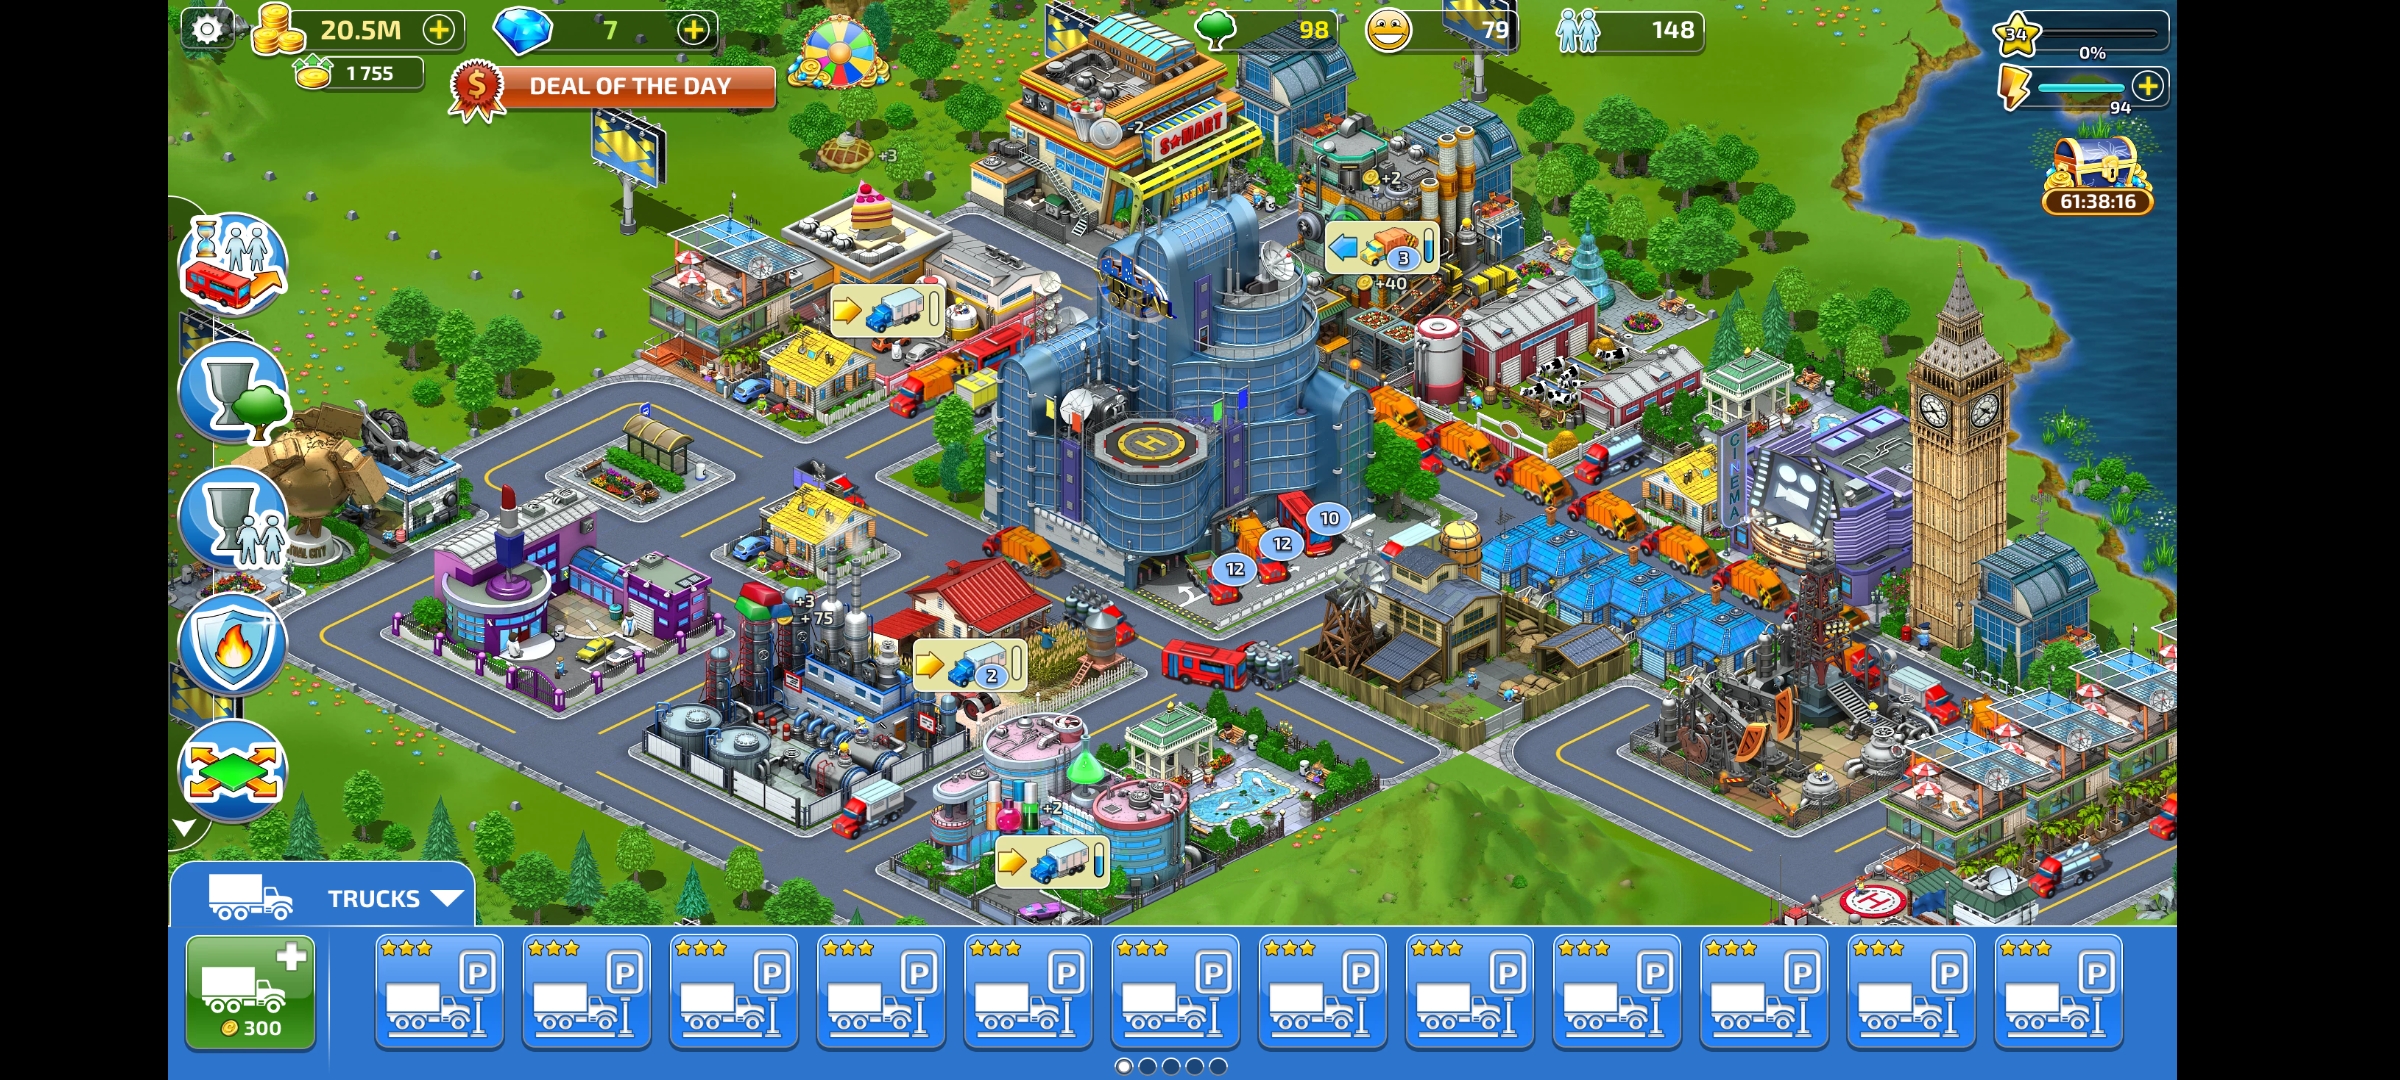 20.5M
7
98
79
148
34
0%
1 755
DEAL OF THE DAY
94
61:38:16
-2
S★MART
+3
+2
3
+40
CINEMA
10
12
12
+3
+75
2
+2
TRUCKS
300
P
P
P
P
P
P
P
P
P
P
P
P
H
H